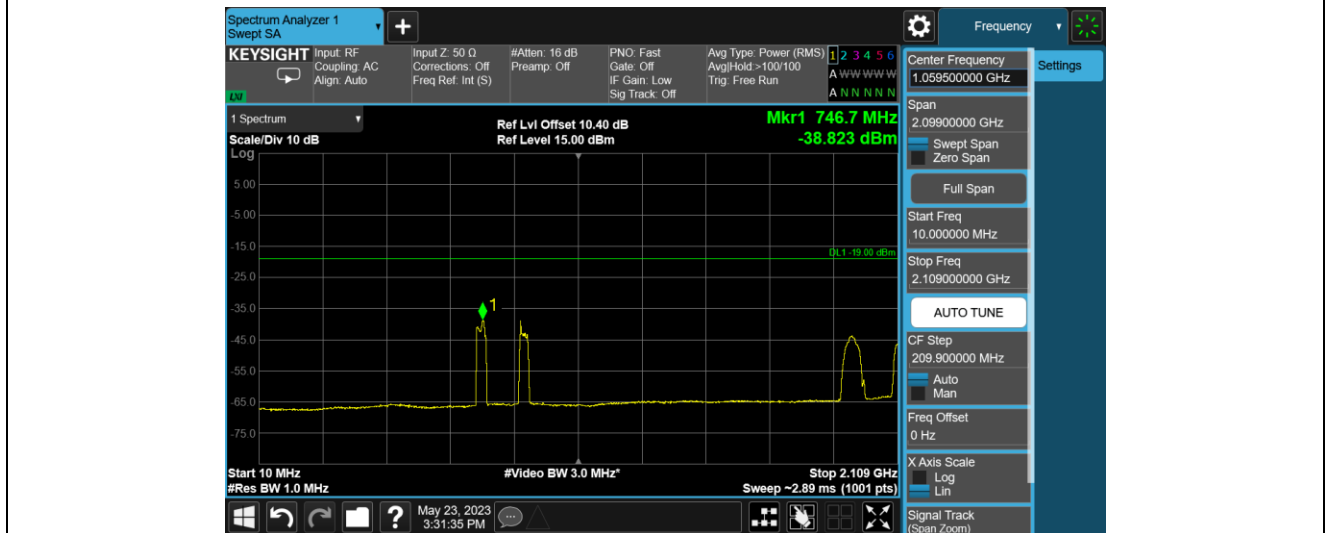 Spectrum Analyzer 1
Swept SA
Frequency
KEYSIGHT
Input: RF
Coupling: AC
Align: Auto
Input Z: 50 Ω
Corrections: Off
Freq Ref: Int (S)
#Atten: 16 dB
Preamp: Off
PNO: Fast
Gate: Off
IF Gain: Low
Sig Track: Off
Avg Type: Power (RMS)
Avg|Hold:>100/100
Trig: Free Run
1 2 3 4 5 6
A W W W W W
A N N N N N
LXI
1 Spectrum
Scale/Div 10 dB
Ref Lvl Offset 10.40 dB
Ref Level 15.00 dBm
Mkr1 746.7 MHz
-38.823 dBm
Log
5.00
-5.00
-15.0
DL1 -19.00 dBm
-25.0
-35.0
1
-45.0
-55.0
-65.0
-75.0
Start 10 MHz
#Video BW 3.0 MHz*
Stop 2.109 GHz
#Res BW 1.0 MHz
Sweep ~2.89 ms (1001 pts)
May 23, 2023
3:31:35 PM
Center Frequency
1.059500000 GHz
Settings
Span
2.09900000 GHz
Swept Span
Zero Span
Full Span
Start Freq
10.000000 MHz
Stop Freq
2.109000000 GHz
AUTO TUNE
CF Step
209.900000 MHz
Auto
Man
Freq Offset
0 Hz
X Axis Scale
Log
Lin
Signal Track
(Span Zoom)